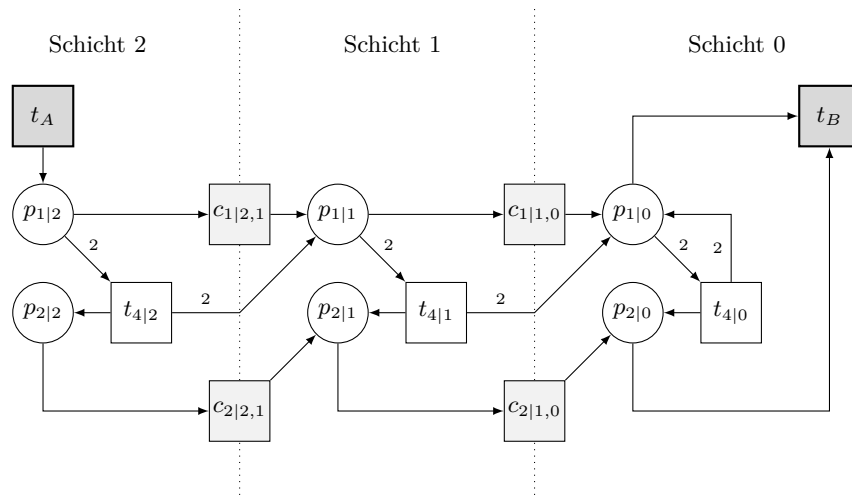 Schicht 2 Schicht 1 Schicht 0
t_A t_B
p_{1|2} c_{1|2,1} p_{1|1} c_{1|1,0} p_{1|0}
2 2 2 2
p_{2|2} t_{4|2} 2 p_{2|1} t_{4|1} 2 p_{2|0} t_{4|0}
c_{2|2,1} c_{2|1,0}